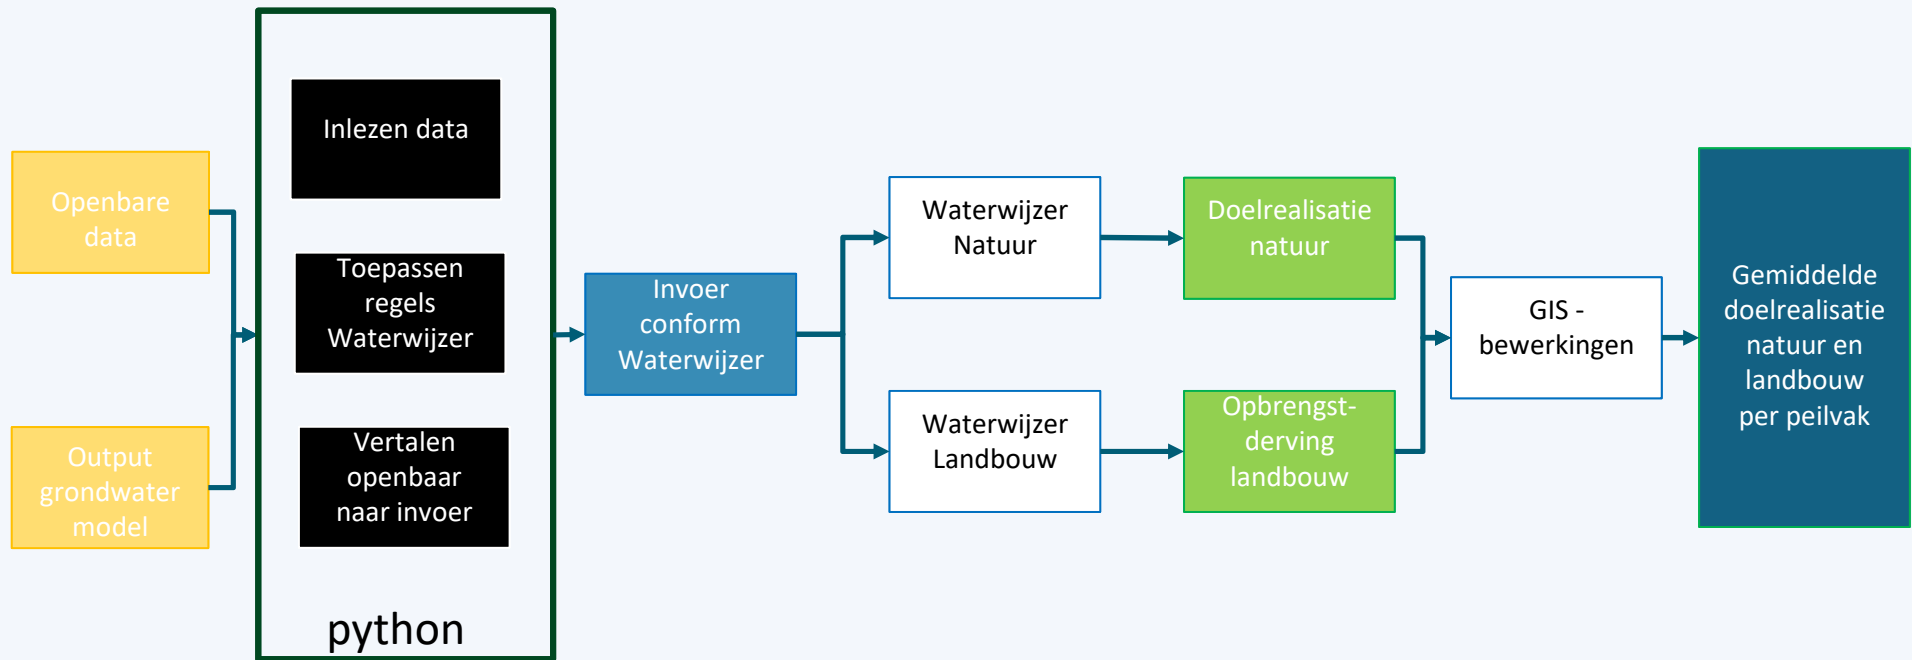 Openbare
data
Output
grondwater
model
Inlezen data
Toepassen
regels
Waterwijzer
Vertalen
openbaar
naar invoer
python
Invoer
conform
Waterwijzer
Waterwijzer
Natuur
Waterwijzer
Landbouw
Doelrealisatie
natuur
Opbrengst-
derving
landbouw
GIS -
bewerkingen
Gemiddelde
doelrealisatie
natuur en
landbouw
per peilvak